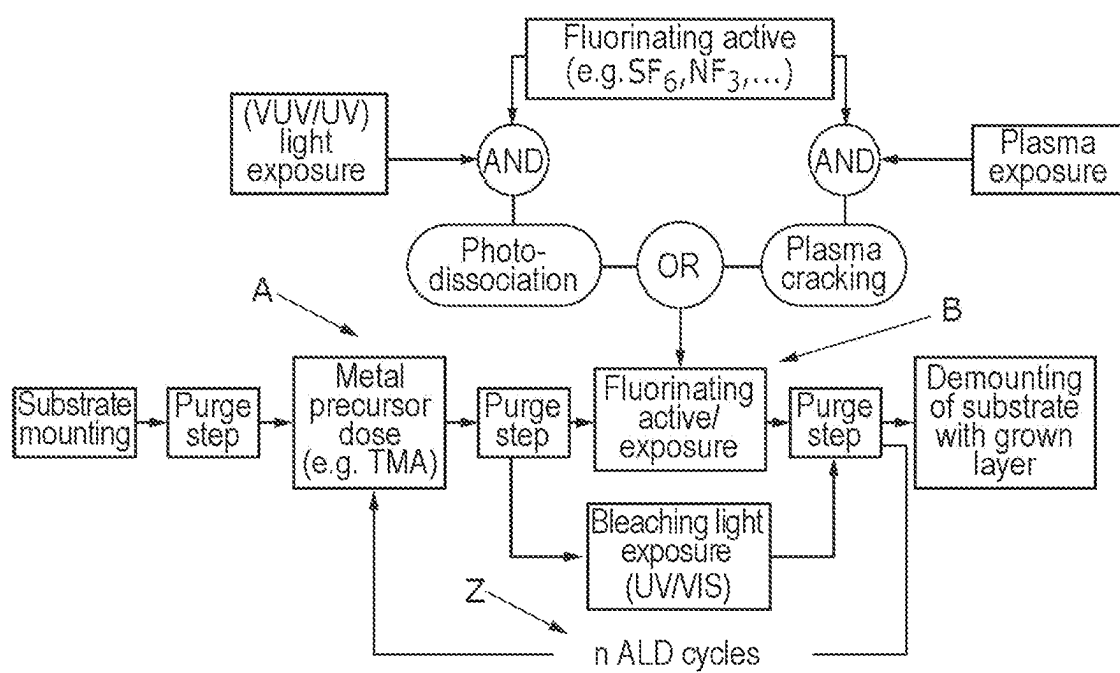 Fluorinating active
(e.g. SF6, NF3,...)
(VUV/UV)
light
exposure
AND
AND
Plasma
exposure
Photo-
dissociation
OR
Plasma
cracking
A
B
Substrate
mounting
Purge
step
Metal
precursor
dose
(e.g. TMA)
Purge
step
Fluorinating
active/
exposure
Purge
step
Demounting
of substrate
with grown
layer
Bleaching light
exposure
(UV/VIS)
Z
n ALD cycles